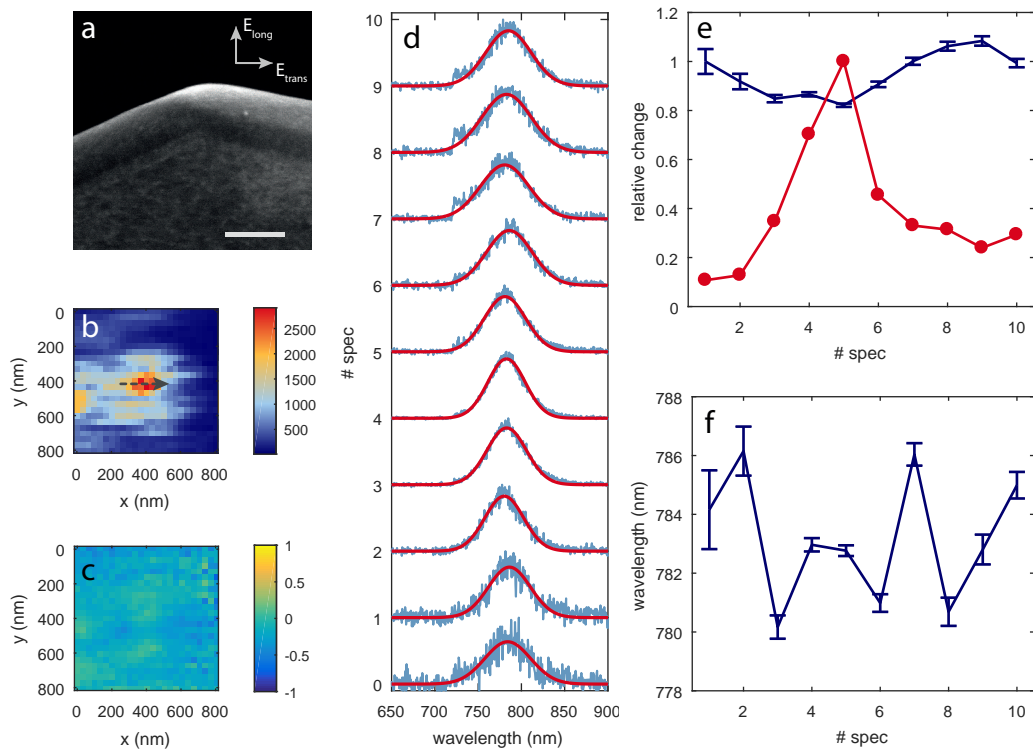 a
E_long
E_trans
b
0
200
400
600
800
y (nm)
0 200 400 600 800
x (nm)
2500
2000
1500
1000
500
c
0
200
400
600
800
y (nm)
0 200 400 600 800
x (nm)
1
0.5
0
-0.5
-1
d
10
9
8
7
6
5
4
3
2
1
0
# spec
650 700 750 800 850 900
wavelength (nm)
e
1.2
1
0.8
0.6
0.4
0.2
0
relative change
2 4 6 8 10
# spec
f
788
786
784
782
780
778
wavelength (nm)
2 4 6 8 10
# spec